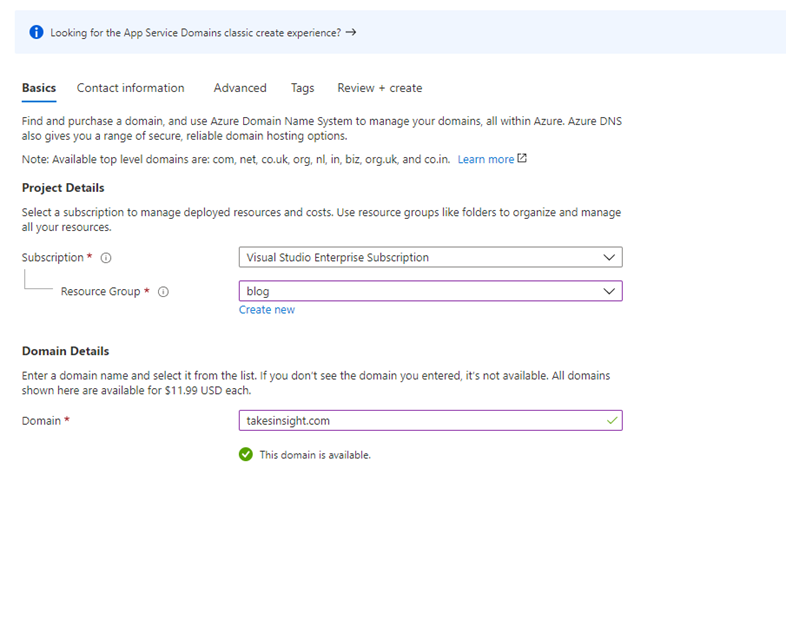 Looking for the App Service Domains classic create experience? →
Basics Contact information Advanced Tags Review + create
Find and purchase a domain, and use Azure Domain Name System to manage your domains, all within Azure. Azure DNS
also gives you a range of secure, reliable domain hosting options.
Note: Available top level domains are: com, net, co.uk, org, nl, in, biz, org.uk, and co.in. Learn more
Project Details
Select a subscription to manage deployed resources and costs. Use resource groups like folders to organize and manage
all your resources.
Subscription * Visual Studio Enterprise Subscription
Resource Group * blog
Create new
Domain Details
Enter a domain name and select it from the list. If you don't see the domain you entered, it's not available. All domains
shown here are available for $11.99 USD each.
Domain * takesinsight.com
This domain is available.